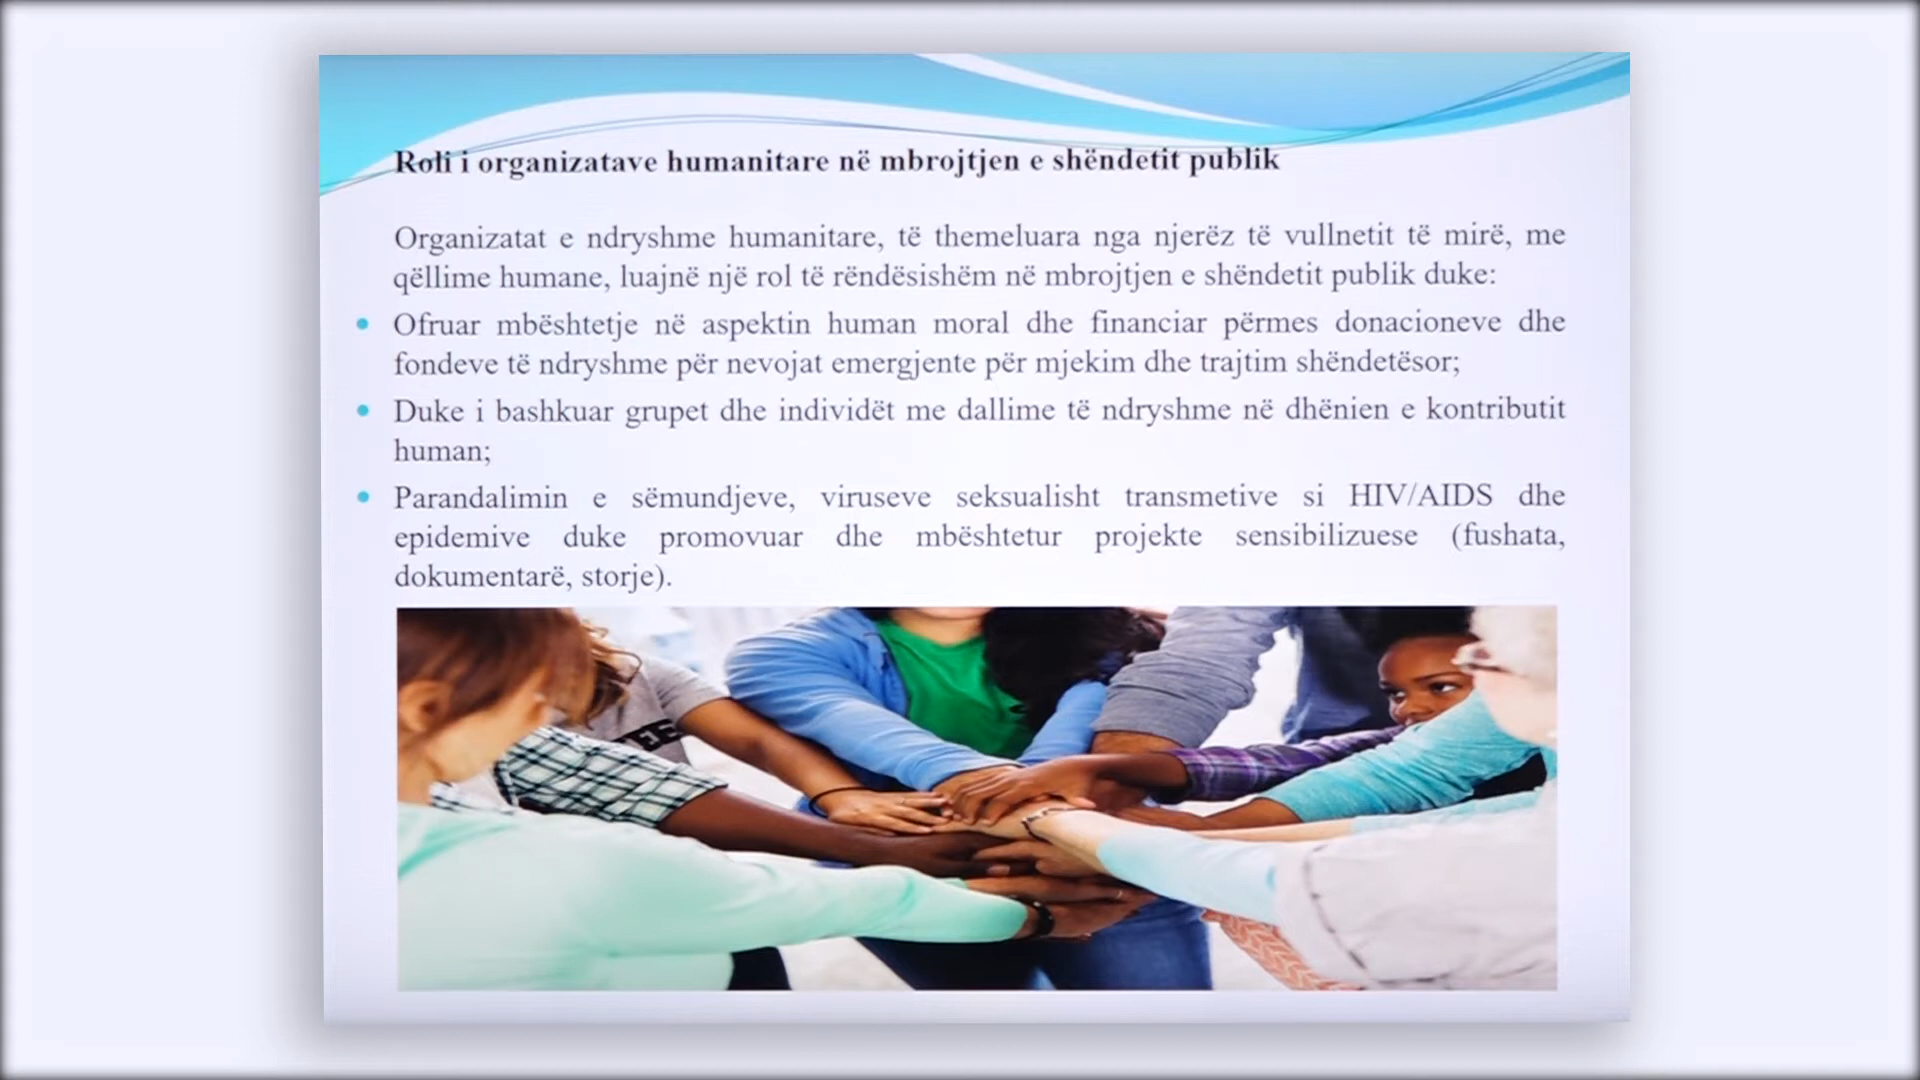 Roli i organizatave humanitare në mbrojtjen e shëndetit publik
Organizatat e ndryshme humanitare, të themeluara nga njerëz të vullnetit të mirë, me
qëllime humane, luajnë një rol të rëndësishëm në mbrojtjen e shëndetit publik duke:
• Ofruar mbështetje në aspektin human moral dhe financiar përmes donacioneve dhe
fondeve të ndryshme për nevojat emergjente për mjekim dhe trajtim shëndetësor;
• Duke i bashkuar grupet dhe individët me dallime të ndryshme në dhënien e kontributit
human;
• Parandalimin e sëmundjeve, viruseve seksualisht transmetive si HIV/AIDS dhe
epidemive duke promovuar dhe mbështetur projekte sensibilizuese (fushata,
dokumentarë, storje).